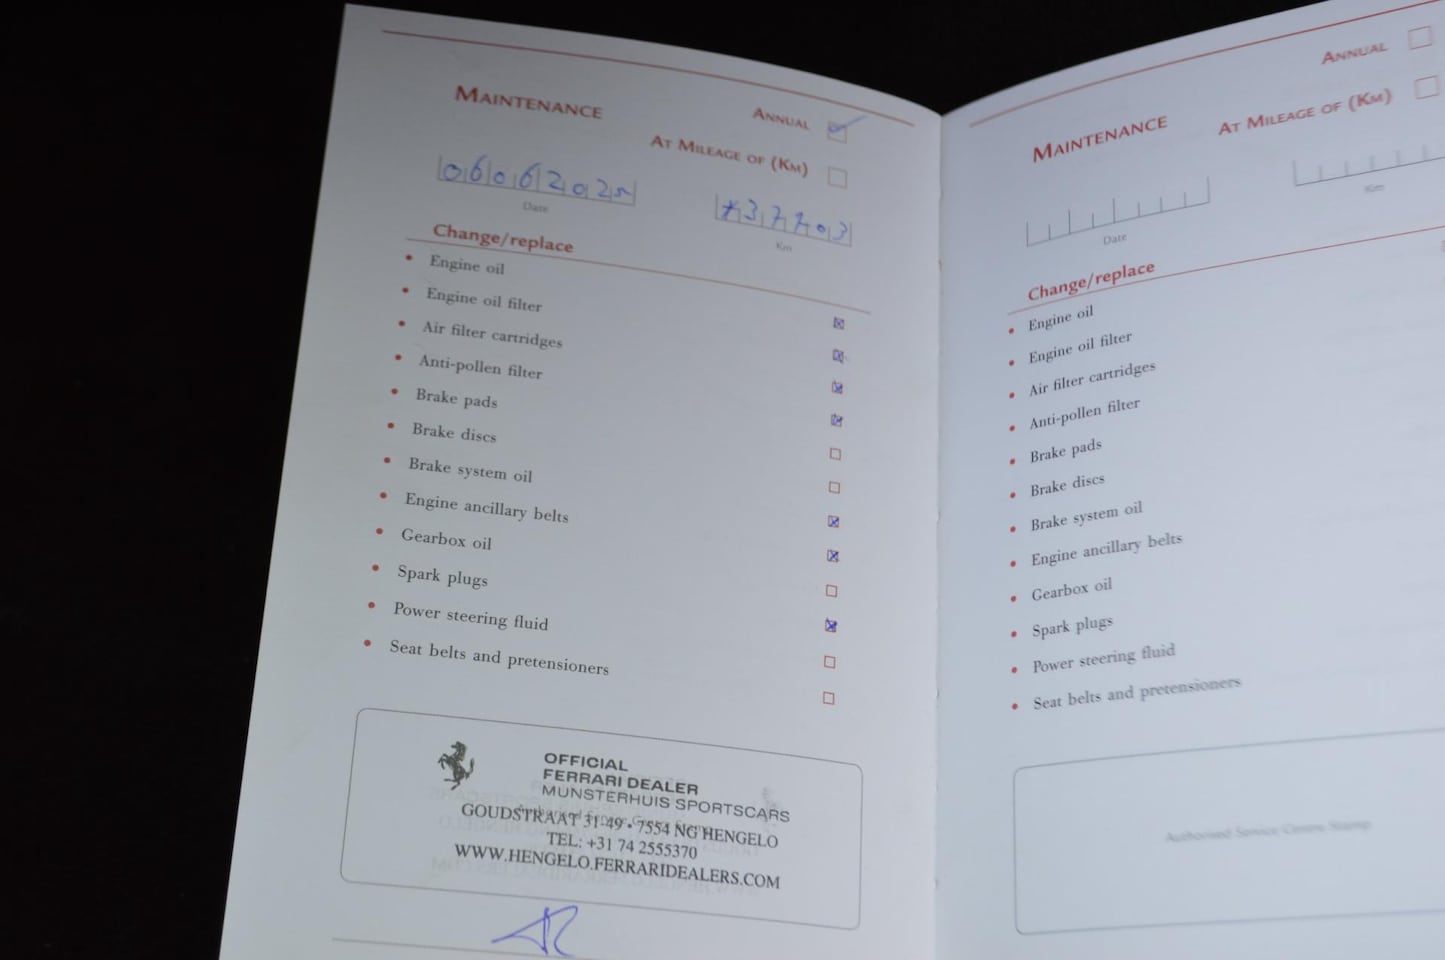 MAINTENANCE
ANNUAL
AT MILEAGE OF (KM)
06062025
Date
Km
Change/replace
Engine oil
Engine oil filter
Air filter cartridges
Anti-pollen filter
Brake pads
Brake discs
Brake system oil
Engine ancillary belts
Gearbox oil
Spark plugs
Power steering fluid
Seat belts and pretensioners
OFFICIAL
FERRARI DEALER
MUNSTERHUIS SPORTSCARS
Authorised Service Centre Stamp
GOUDSTRAAT 31-49 • 7554 NG HENGELO
TEL: +31 74 2555370
WWW.HENGELO.FERRARIDEALERS.COM
MAINTENANCE
ANNUAL
AT MILEAGE OF (KM)
Date
Km
Change/replace
Engine oil
Engine oil filter
Air filter cartridges
Anti-pollen filter
Brake pads
Brake discs
Brake system oil
Engine ancillary belts
Gearbox oil
Spark plugs
Power steering fluid
Seat belts and pretensioners
Authorised Service Centre Stamp